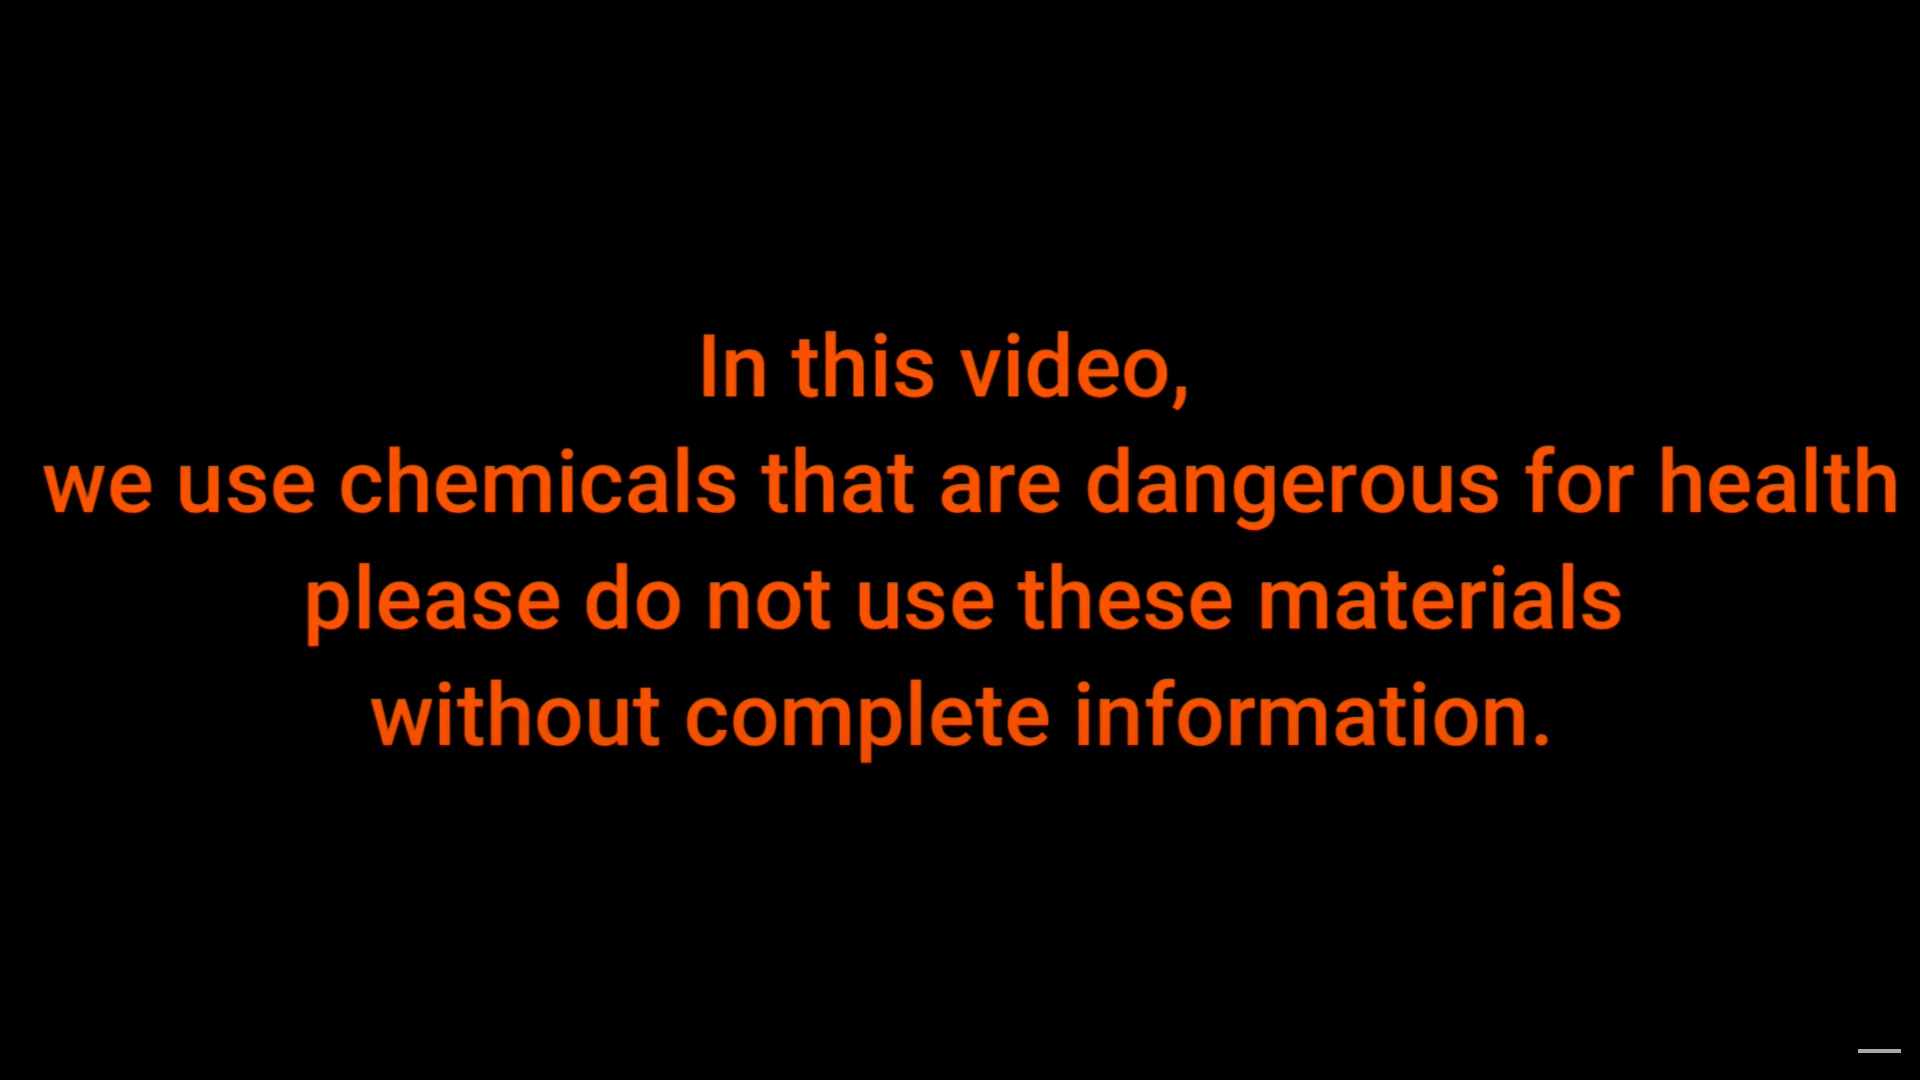 In this video,
we use chemicals that are dangerous for health
please do not use these materials
without complete information.